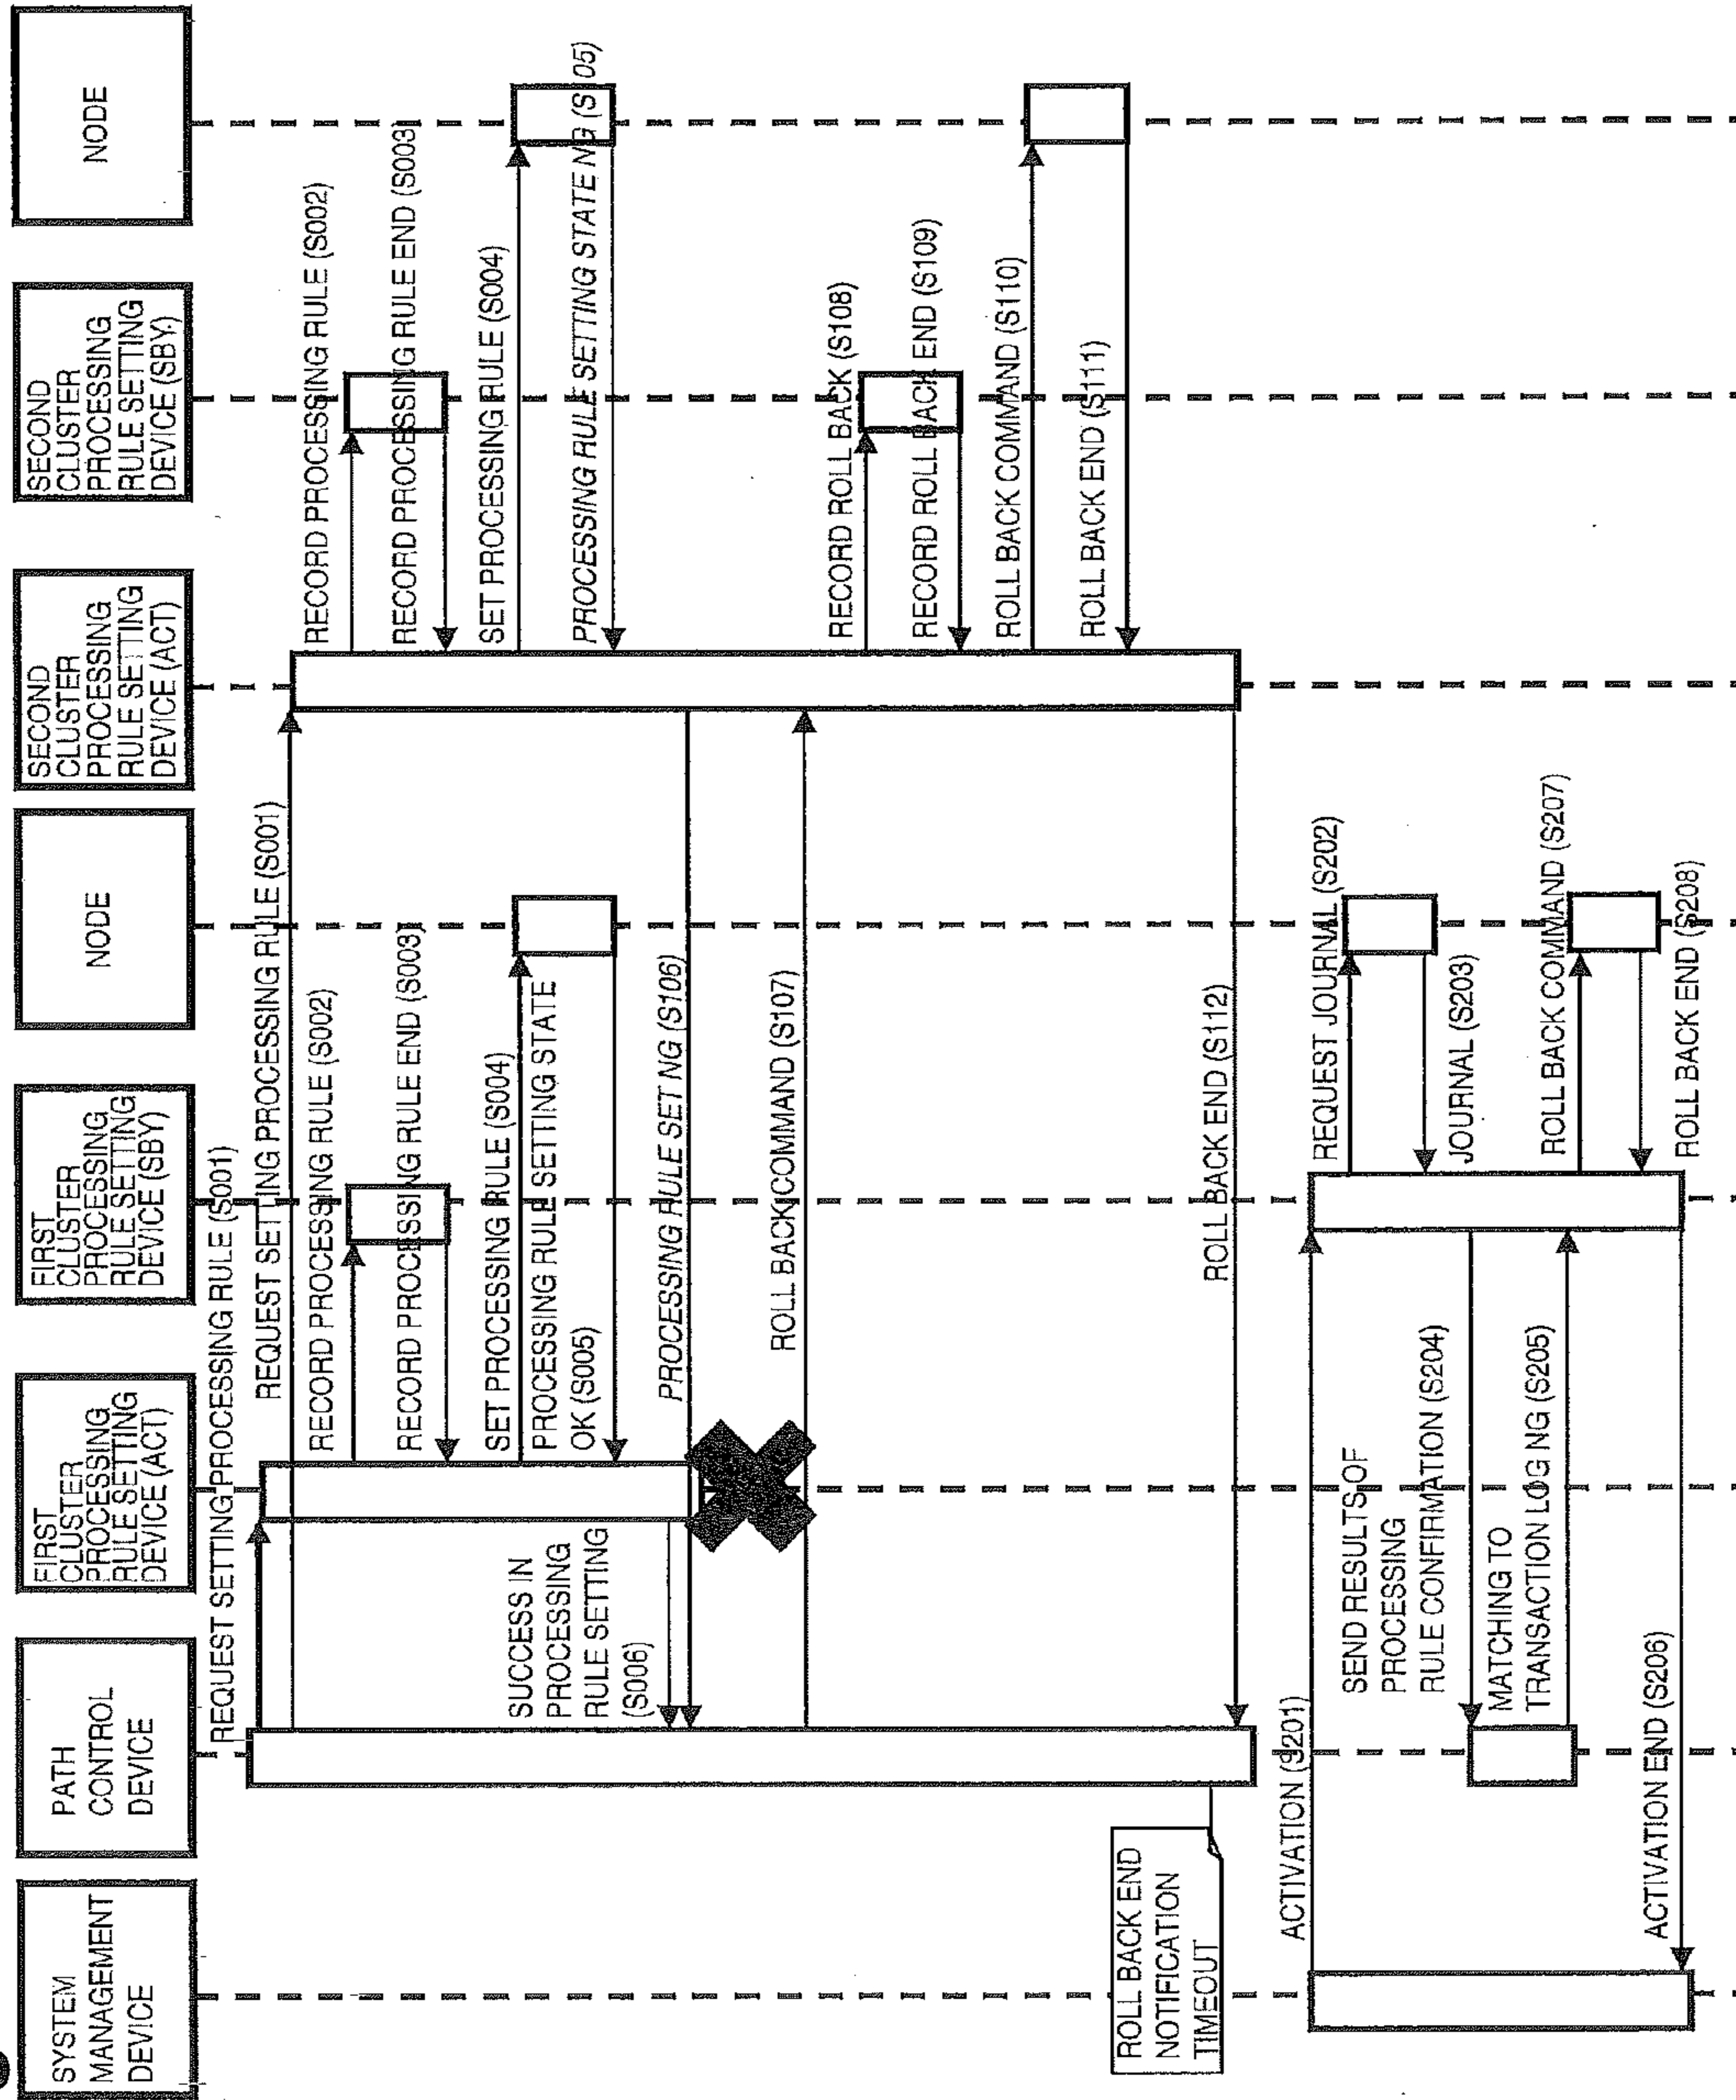 SYSTEM
MANAGEMENT
DEVICE
PATH
CONTROL
DEVICE
FIRST
CLUSTER
PROCESSING
RULE SETTING
DEVICE (ACT)
FIRST
CLUSTER
PROCESSING
RULE SETTING
DEVICE (SBY)
NODE
SECOND
CLUSTER
PROCESSING
RULE SETTING
DEVICE (ACT)
SECOND
CLUSTER
PROCESSING
RULE SETTING
DEVICE (SBY)
NODE
REQUEST SETTING PROCESSING RULE (S001)
REQUEST SETTING PROCESSING RULE (S001)
RECORD PROCESSING RULE (S002)
RECORD PROCESSING RULE (S002)
RECORD PROCESSING RULE END (S003)
RECORD PROCESSING RULE END (S003)
SET PROCESSING RULE (S004)
SET PROCESSING RULE (S004)
PROCESSING RULE SETTING STATE
OK (S005)
PROCESSING RULE SETTING STATE NG (S105)
SUCCESS IN
PROCESSING
RULE SETTING
(S006)
PROCESSING RULE SET NG (S106)
ROLL BACK COMMAND (S107)
RECORD ROLL BACK (S108)
RECORD ROLL BACK END (S109)
ROLL BACK COMMAND (S110)
ROLL BACK END (S111)
ROLL BACK END (S112)
ROLL BACK END
NOTIFICATION
TIMEOUT
ACTIVATION (S201)
REQUEST JOURNAL (S202)
JOURNAL (S203)
SEND RESULTS OF
PROCESSING
RULE CONFIRMATION (S204)
MATCHING TO
TRANSACTION LOG NG (S205)
ROLL BACK COMMAND (S207)
ROLL BACK END (S208)
ACTIVATION END (S206)